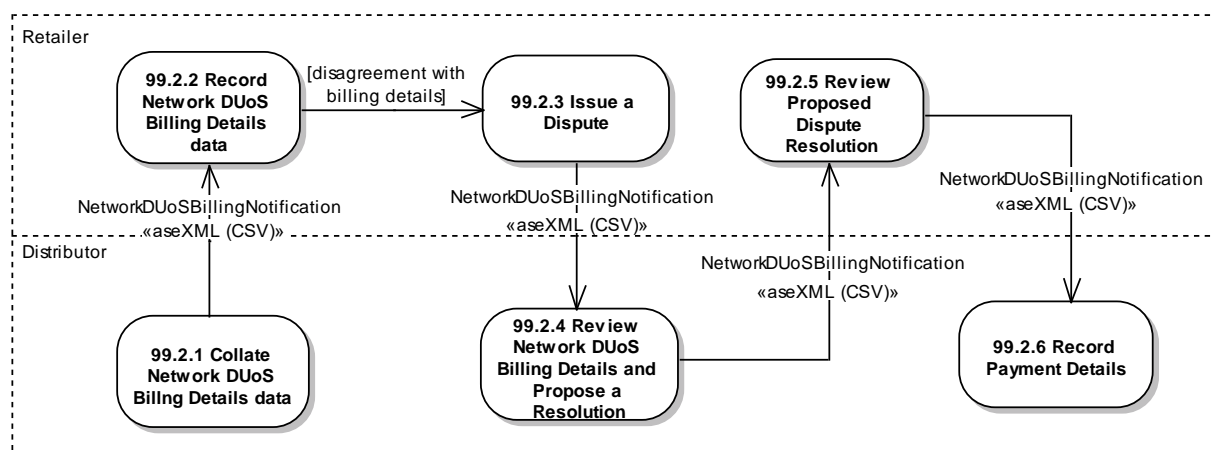 Retailer
99.2.2 Record
Network DUoS
Billing Details
data
[disagreement with
billing details]
99.2.3 Issue a
Dispute
99.2.5 Review
Proposed
Dispute
Resolution
NetworkDUoSBillingNotification
«aseXML (CSV)»
NetworkDUoSBillingNotification
«aseXML (CSV)»
NetworkDUoSBillingNotification
«aseXML (CSV)»
Distributor
NetworkDUoSBillingNotification
«aseXML (CSV)»
99.2.1 Collate
Network DUoS
Billng Details data
99.2.4 Review
Network DUoS
Billing Details and
Propose a
Resolution
99.2.6 Record
Payment Details